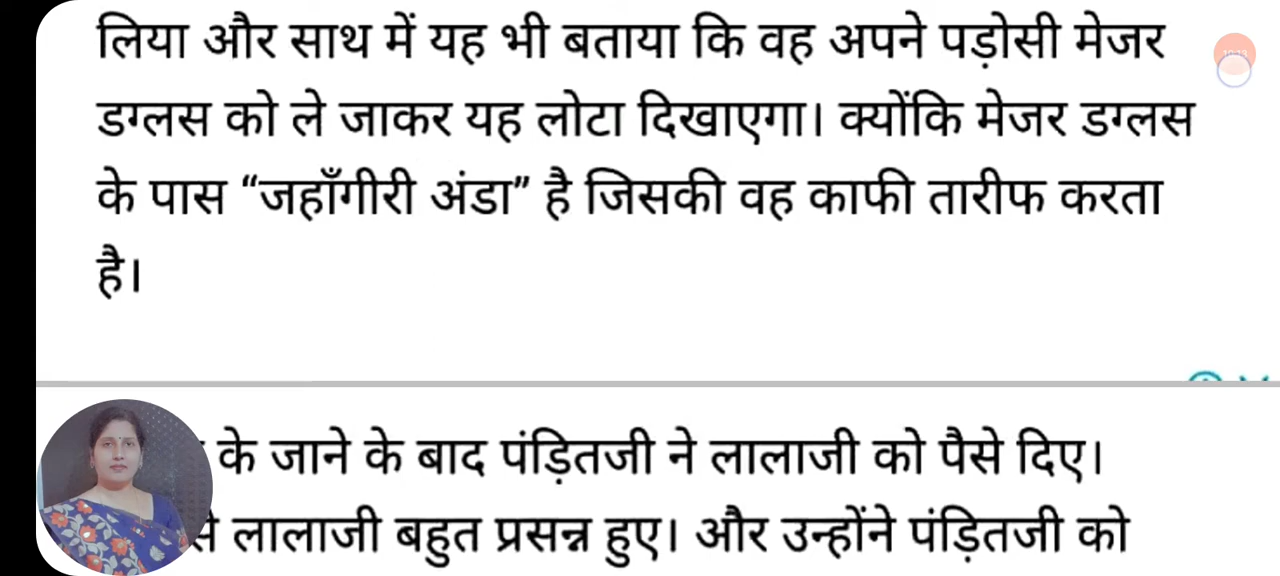 लिया और साथ में यह भी बताया कि वह अपने पड़ोसी मेजर
डग्लस को ले जाकर यह लोटा दिखाएगा। क्योंकि मेजर डग्लस
के पास “जहाँगीरी अंडा” है जिसकी वह काफी तारीफ करता
है।
के जाने के बाद पंड़ितजी ने लालाजी को पैसे दिए।
लालाजी बहुत प्रसन्न हुए। और उन्होंने पंड़ितजी को